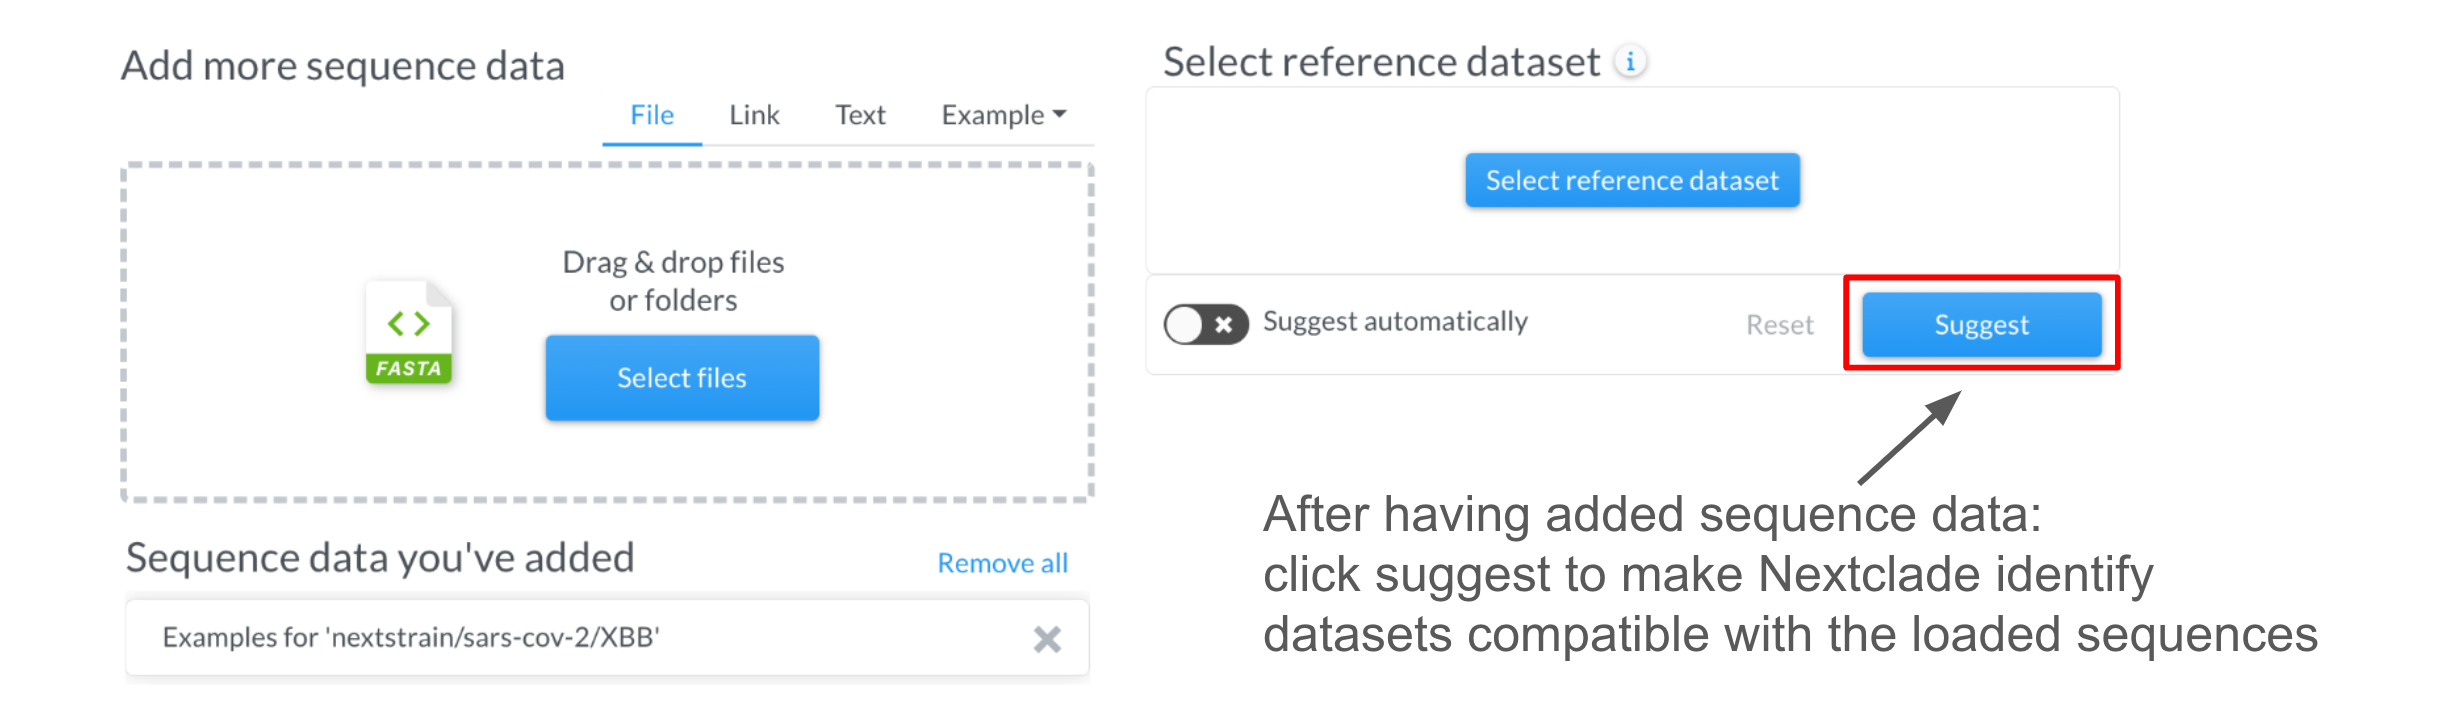 Add more sequence data
File Link Text Example
Drag & drop files
or folders
FASTA
Select files
Sequence data you've added
Remove all
Examples for 'nextstrain/sars-cov-2/XBB'
Select reference dataset i
Select reference dataset
Suggest automatically
Reset
Suggest
After having added sequence data:
click suggest to make Nextclade identify
datasets compatible with the loaded sequences